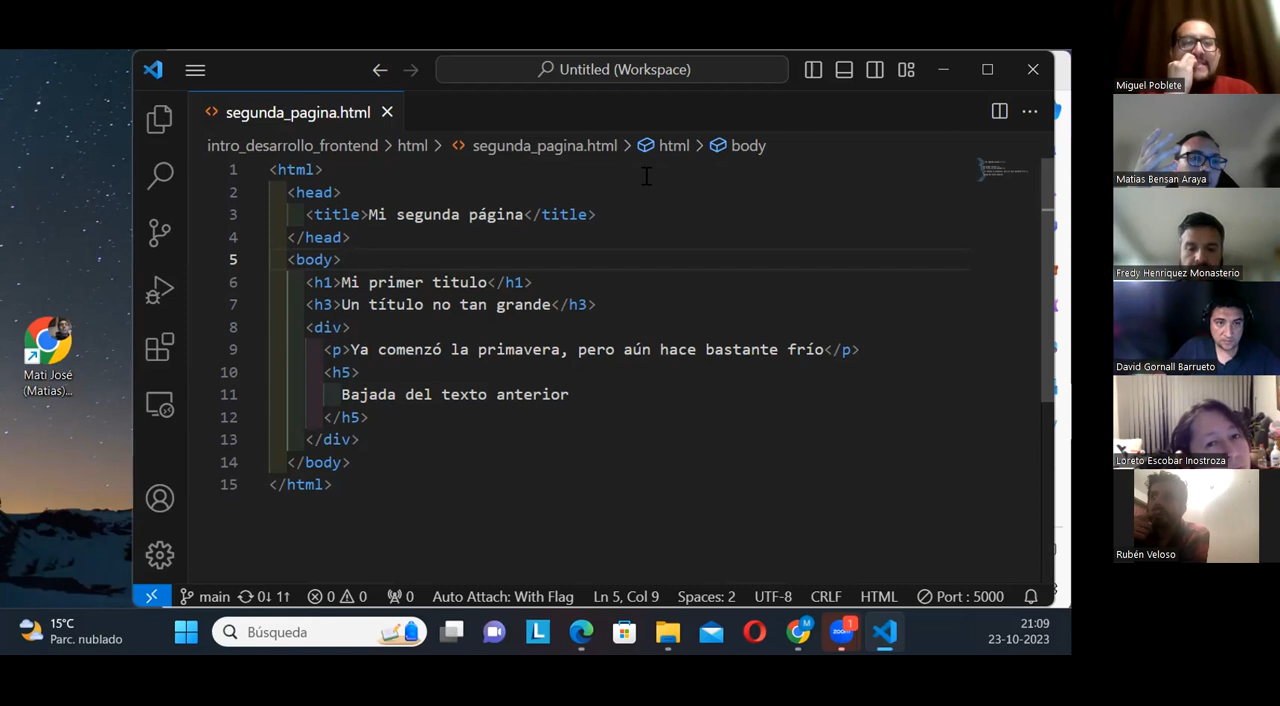 Untitled (Workspace)
segunda_pagina.html
intro_desarrollo_frontend > html > segunda_pagina.html > html > body
1 <html>
2 <head>
3 <title>Mi segunda página</title>
4 </head>
5 <body>
6 <h1>Mi primer titulo</h1>
7 <h3>Un título no tan grande</h3>
8 <div>
9 <p>Ya comenzó la primavera, pero aún hace bastante frío</p>
10 <h5>
11 Bajada del texto anterior
12 </h5>
13 </div>
14 </body>
15 </html>
main 0↓ 1↑ 0 0 0 Auto Attach: With Flag Ln 5, Col 9 Spaces: 2 UTF-8 CRLF HTML Port : 5000
Mati José
(Matias)...
15°C
Parc. nublado
Búsqueda
L
M
zoom
1
21:09
23-10-2023
Miguel Poblete
Matias Bensan Araya
Fredy Henriquez Monasterio
David Gornall Barrueto
Loreto Escobar Inostroza
Rubén Veloso